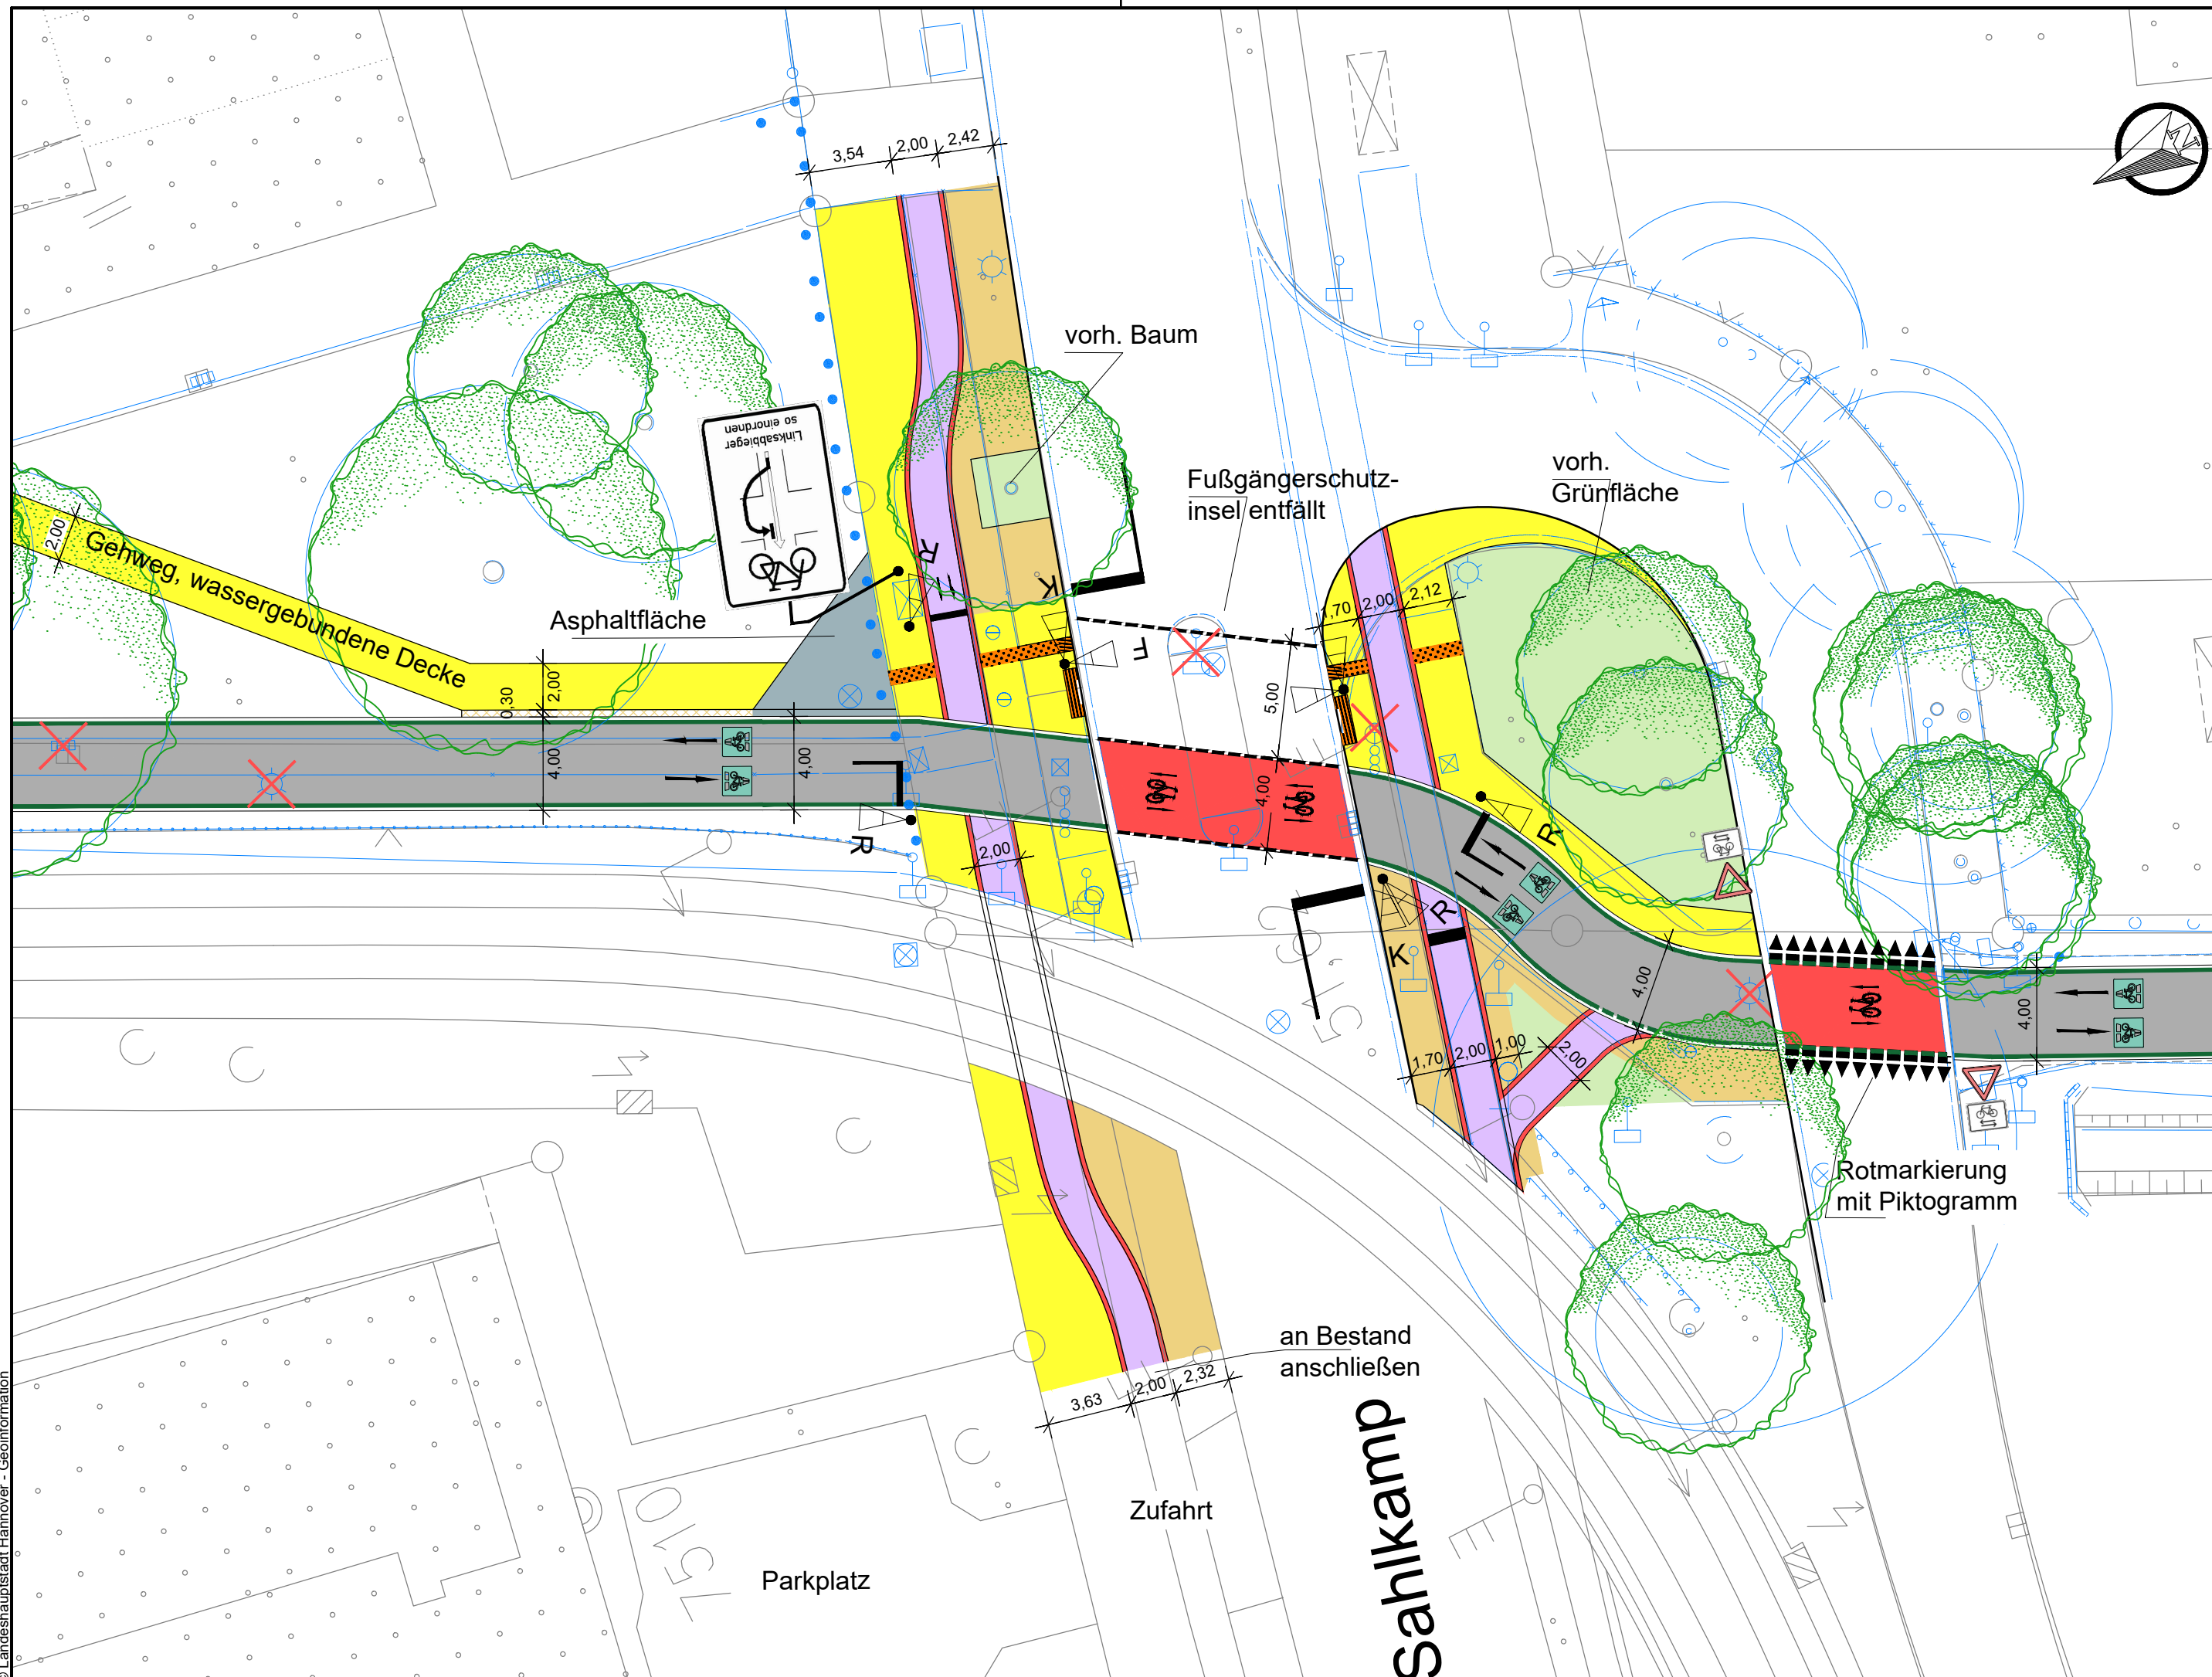 3,54
2,00
2,42
vorh. Baum
Linksabbieger
so einordnen
Fußgängerschutz-
insel entfällt
vorh.
Grünfläche
2,00
Gehweg, wassergebundene Decke
Asphaltfläche
R
K
F
1,70
2,00
2,12
0,30
2,00
5,00
4,00
4,00
4,00
R
2,00
R
R
K
4,00
4,00
1,70
2,00
1,00
2,00
Rotmarkierung
mit Piktogramm
an Bestand
anschließen
3,63
2,00
2,32
Sahlkamp
Zufahrt
Parkplatz
© Landeshauptstadt Hannover - Geoinformation
N